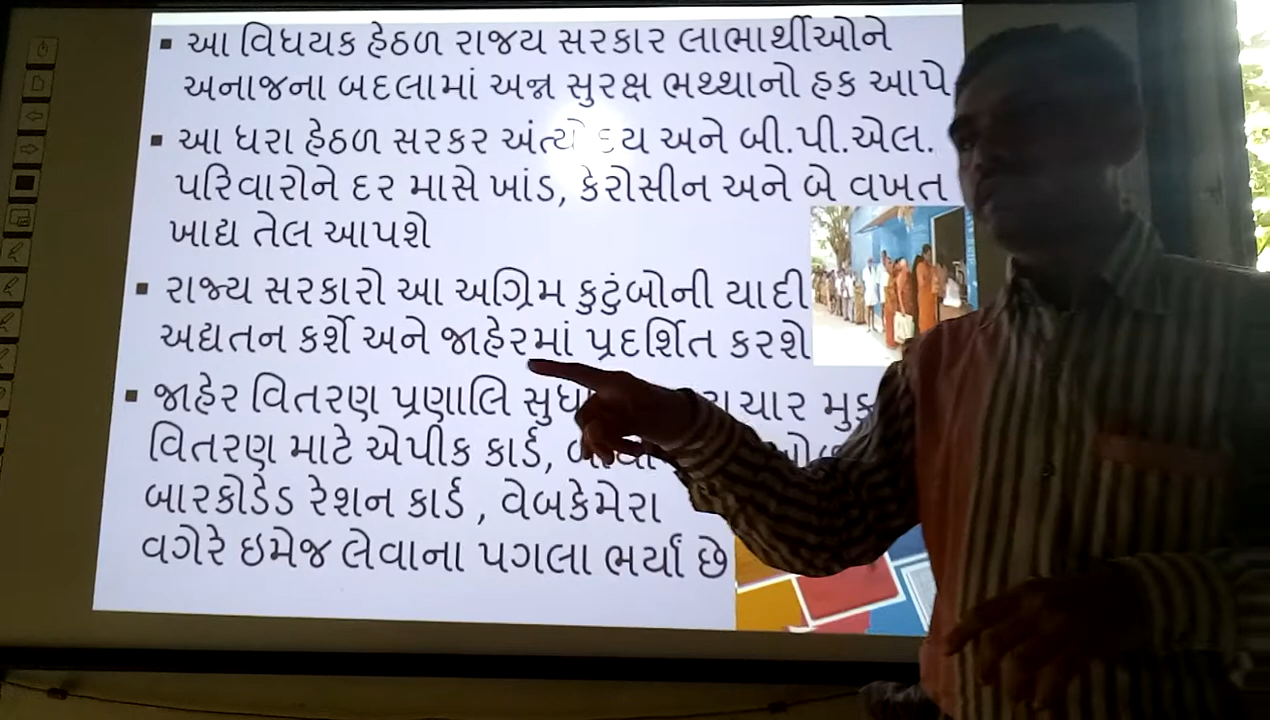 ▪ આ વિધયક હેઠળ રાજય સરકાર લાભાર્થીઓને
અનાજના બદલામાં અન્ન સુરક્ષ ભથ્થાનો હક આપે
▪ આ ધરા હેઠળ સરકર અને બી.પી.એલ.
પરિવારોને દર માસે ખાંડ, કેરોસીન અને બે વખત
ખાદ્ય તેલ આપશે
▪ રાજ્ય સરકારો આ અગ્રિમ કુટુંબોની યાદી
અદ્યતન કર્શે અને જાહેરમાં પ્રદર્શિત કરશે
▪ જાહેર વિતરણ પ્રણાલિ
વિતરણ માટે એપીક કાર્ડ,
બારકોડેડ રેશન કાર્ડ , વેબકેમેરા
વગેરે ઇમેજ લેવાના પગલા ભર્યાં છે